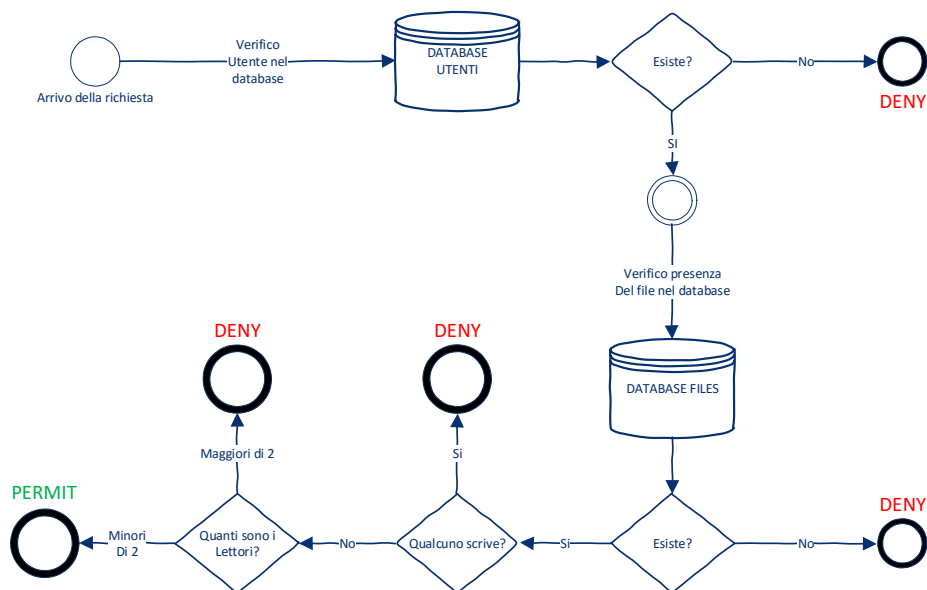 Verifico
Utente nel
database
Arrivo della richiesta
DATABASE
UTENTI
Esiste?
No
DENY
SI
Verifico presenza
Del file nel database
DATABASE FILES
Esiste?
No
DENY
Si
Qualcuno scrive?
Si
DENY
No
Quanti sono i
Lettori?
Maggiori di 2
DENY
Minori
Di 2
PERMIT